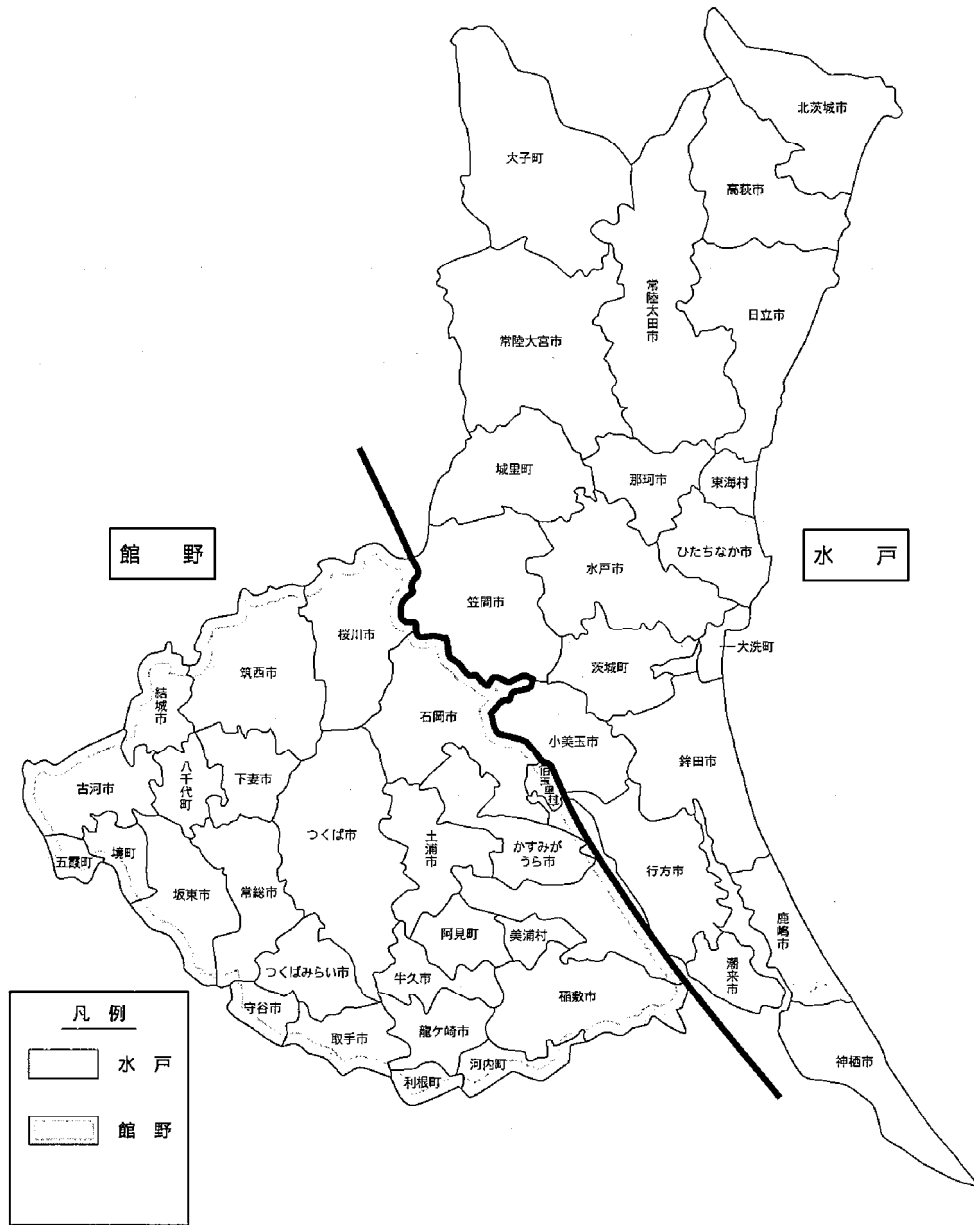 北茨城市
大子町
高萩市
常陸太田市
日立市
常陸大宮市
城里町
那珂市
東海村
館 野
ひたちなか市
水 戸
水戸市
笠間市
桜川市
大洗町
茨城町
筑西市
結城市
石岡市
小美玉市
鉾田市
八千代町
下妻市
古河市
旧玉里村
つくば市
土浦市
かすみが
うら市
五霞町
境町
行方市
坂東市
常総市
鹿嶋市
阿見町
美浦村
潮来市
つくばみらい市
牛久市
稲敷市
守谷市
取手市
龍ケ崎市
神栖市
河内町
利根町
凡 例
水 戸
館 野